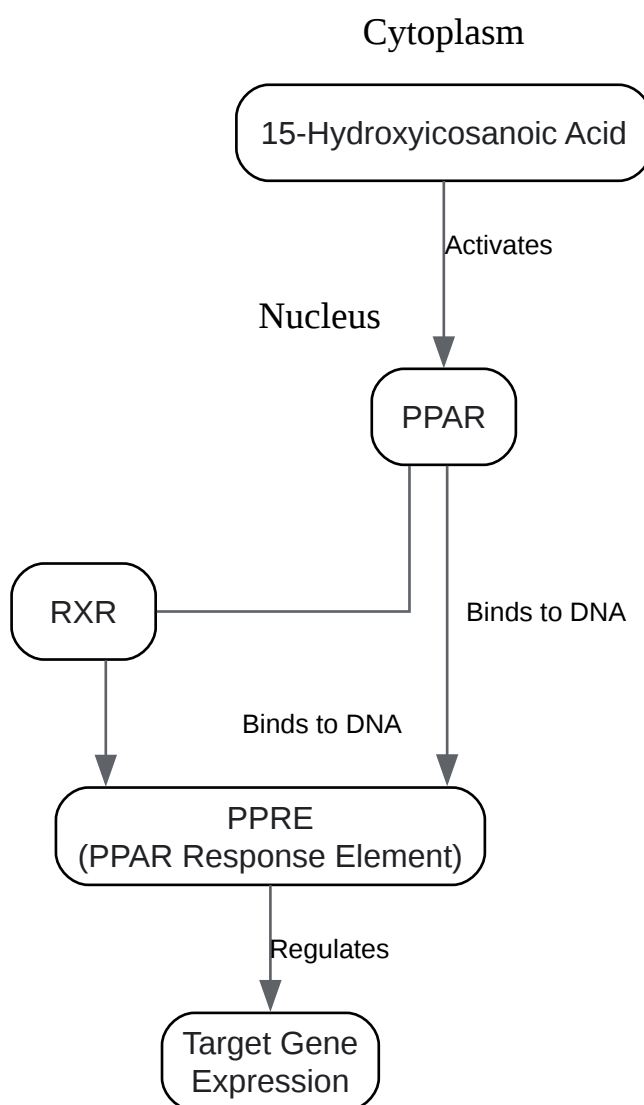 Cytoplasm
15-Hydroxyicosanoic Acid
Activates
Nucleus
PPAR
RXR
Binds to DNA
Binds to DNA
PPRE
(PPAR Response Element)
Regulates
Target Gene
Expression